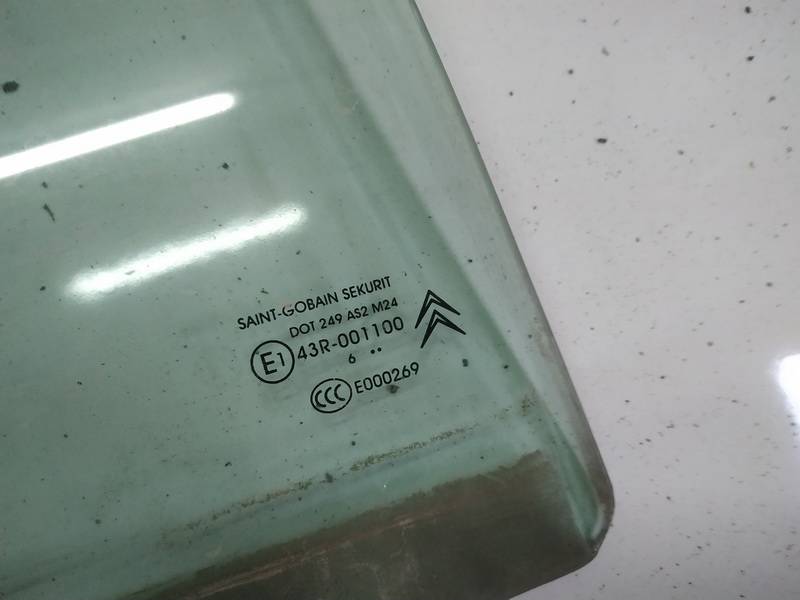 SAINT-GOBAIN SEKURIT
DOT 249 AS2 M24
E1 43R-001100
6 ••
CCC E000269